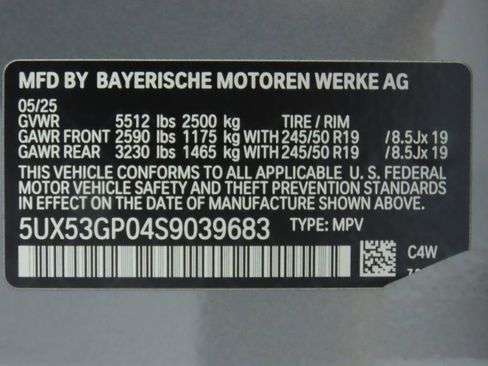 MFD BY BAYERISCHE MOTOREN WERKE AG
05/25
GVWR 5512 lbs 2500 kg TIRE / RIM
GAWR FRONT 2590 lbs 1175 kg WITH 245/50 R19 / 8.5Jx 19
GAWR REAR 3230 lbs 1465 kg WITH 245/50 R19 / 8.5Jx 19
THIS VEHICLE CONFORMS TO ALL APPLICABLE U. S. FEDERAL
MOTOR VEHICLE SAFETY AND THEFT PREVENTION STANDARDS
IN EFFECT ON THE DATE OF MANUFACTURE SHOWN ABOVE.
5UX53GP04S9039683 TYPE: MPV
C4W